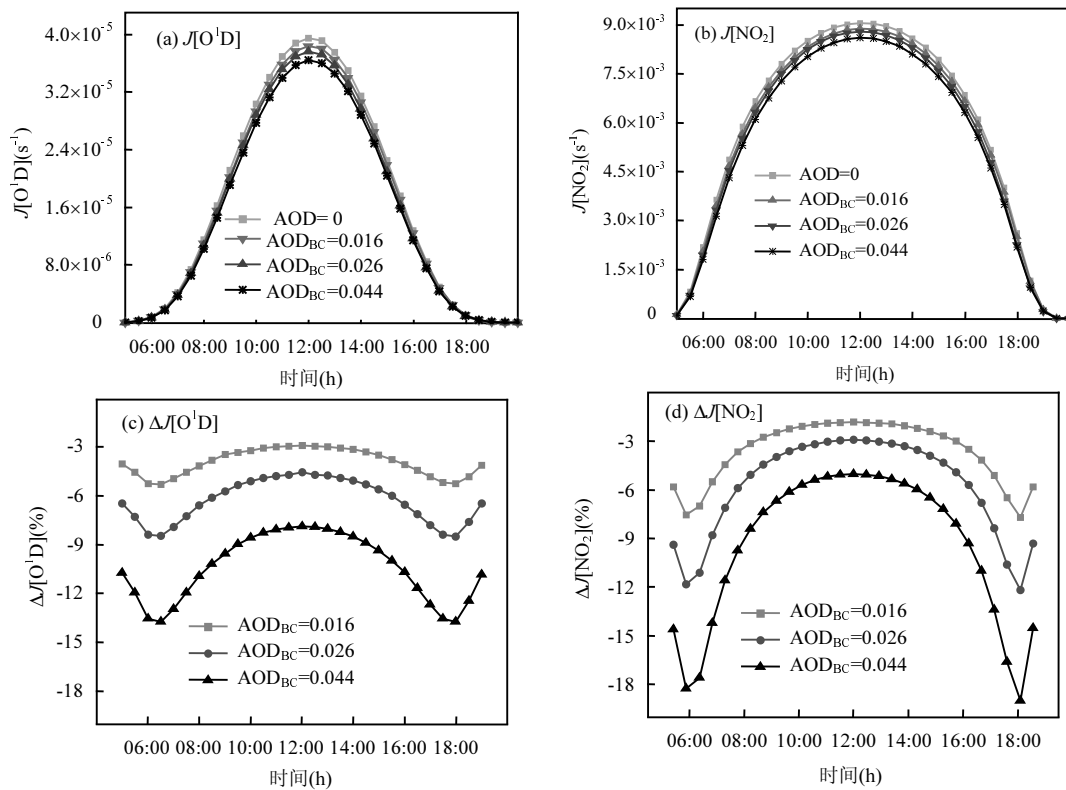 (a) J[O¹D]
4.0×10⁻⁵
3.2×10⁻⁵
2.4×10⁻⁵
1.6×10⁻⁵
8.0×10⁻⁶
0
J[O¹D](s⁻¹)
AOD= 0
AOD_BC=0.016
AOD_BC=0.026
AOD_BC=0.044
06:00 08:00 10:00 12:00 14:00 16:00 18:00
时间(h)
(b) J[NO₂]
9.0×10⁻³
7.5×10⁻³
6.0×10⁻³
4.5×10⁻³
3.0×10⁻³
1.5×10⁻³
0
J[NO₂](s⁻¹)
AOD=0
AOD_BC=0.016
AOD_BC=0.026
AOD_BC=0.044
06:00 08:00 10:00 12:00 14:00 16:00 18:00
时间(h)
(c) ΔJ[O¹D]
-3
-6
-9
-12
-15
-18
ΔJ[O¹D](%)
AOD_BC=0.016
AOD_BC=0.026
AOD_BC=0.044
06:00 08:00 10:00 12:00 14:00 16:00 18:00
时间(h)
(d) ΔJ[NO₂]
-3
-6
-9
-12
-15
-18
ΔJ[NO₂](%)
AOD_BC=0.016
AOD_BC=0.026
AOD_BC=0.044
06:00 08:00 10:00 12:00 14:00 16:00 18:00
时间(h)